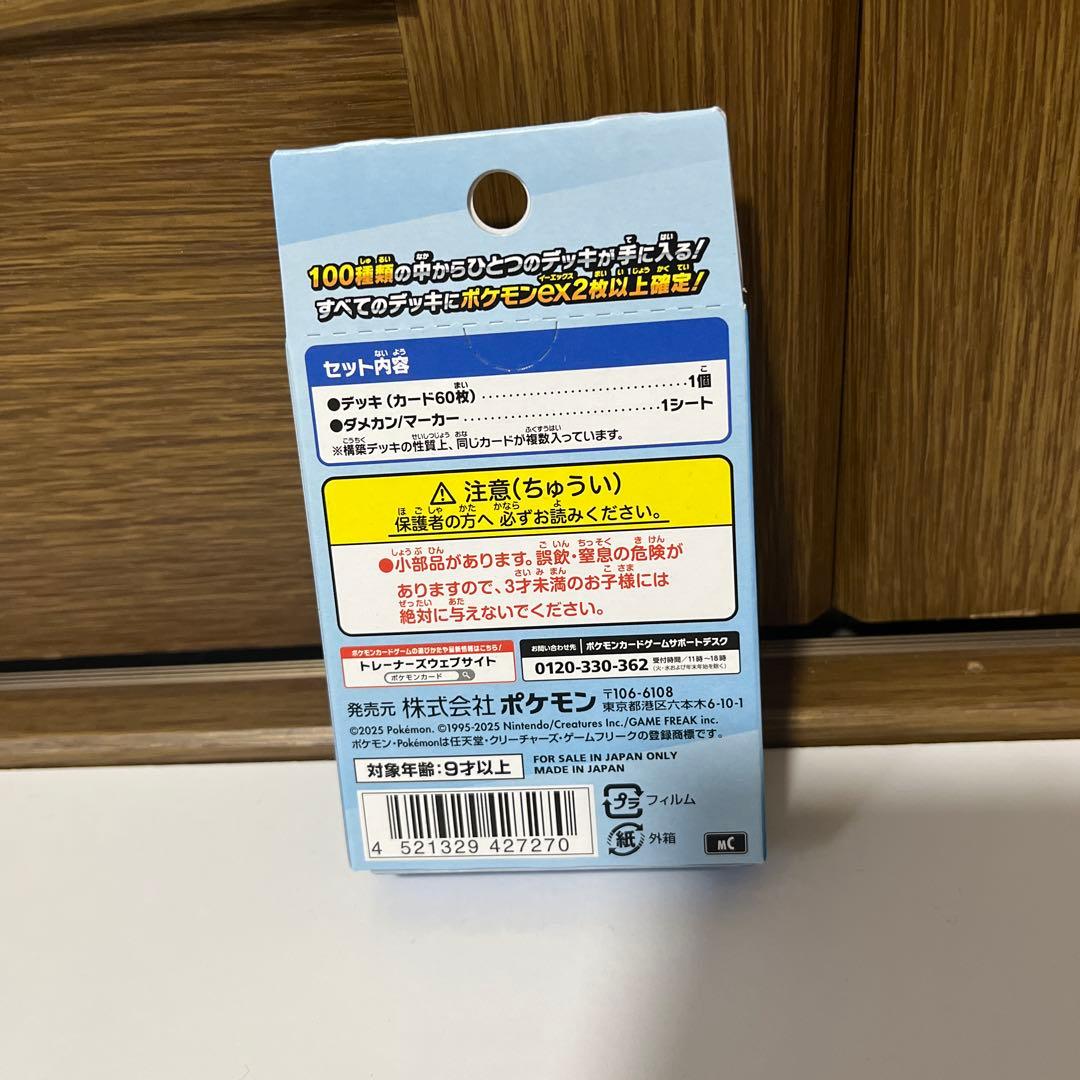 100種類の中からひとつのデッキが手に入る!
すべてのデッキにポケモンex2枚以上確定!
セット内容
●デッキ(カード60枚)..............................1個
●ダメカン/マーカー..............................1シート
※構築デッキの性質上、同じカードが複数入っています。
⚠ 注意(ちゅうい)
保護者の方へ 必ずお読みください。
●小部品があります。誤飲・窒息の危険が
ありますので、3才未満のお子様には
絶対に与えないでください。
ポケモンカードゲームの遊びかたや最新情報はこちら!
トレーナーズウェブサイト
ポケモンカード
お問い合わせ先 ポケモンカードゲームサポートデスク
0120-330-362 受付時間/11時〜18時
(火・水および年末年始を除く)
発売元 株式会社 ポケモン 〒106-6108
東京都港区六本木6-10-1
©2025 Pokémon. ©1995-2025 Nintendo/Creatures Inc./GAME FREAK inc.
ポケモン・Pokémonは任天堂・クリーチャーズ・ゲームフリークの登録商標です。
対象年齢:9才以上
FOR SALE IN JAPAN ONLY
MADE IN JAPAN
プラ フィルム
紙 外箱
MC
4 521329 427270